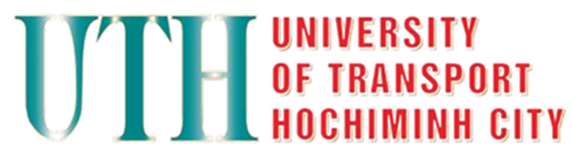 UTH
UNIVERSITY
OF TRANSPORT
HOCHIMINH CITY